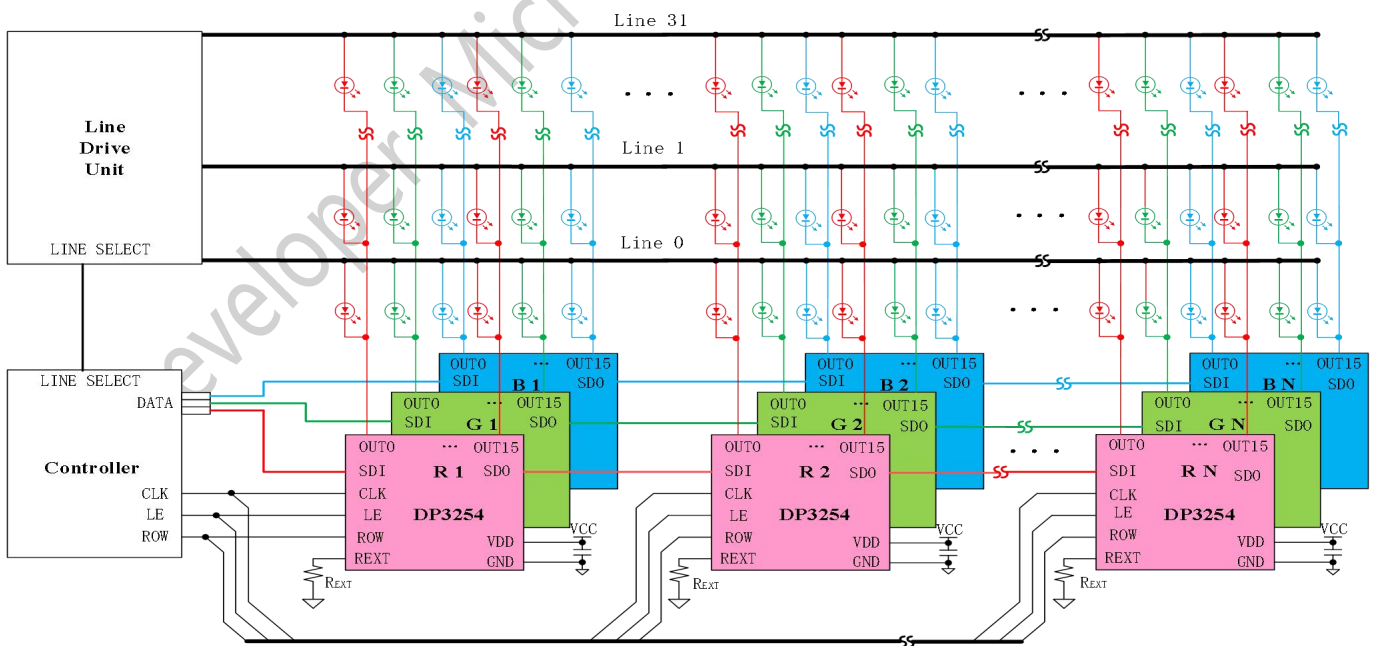 Line 31
Line
Drive
Unit
Line 1
Line 0
LINE SELECT
eveloper Mic
LINE SELECT
DATA
Controller
CLK
LE
ROW
OUT0 ... OUT15
SDI B 1 SDO
OUT0 ... OUT15
SDI G 1 SDO
OUT0 ... OUT15
SDI R 1 SDO
CLK
LE DP3254
ROW VDD VCC
REXT GND
REXT
OUT0 ... OUT15
SDI B 2 SDO
OUT0 ... OUT15
SDI G 2 SDO
OUT0 ... OUT15
SDI R 2 SDO
CLK
LE DP3254
ROW VDD VCC
REXT GND
REXT
OUT0 ... OUT15
SDI B N SDO
OUT0 ... OUT15
SDI G N SDO
OUT0 ... OUT15
SDI R N SDO
CLK
LE DP3254
ROW VDD VCC
REXT GND
REXT